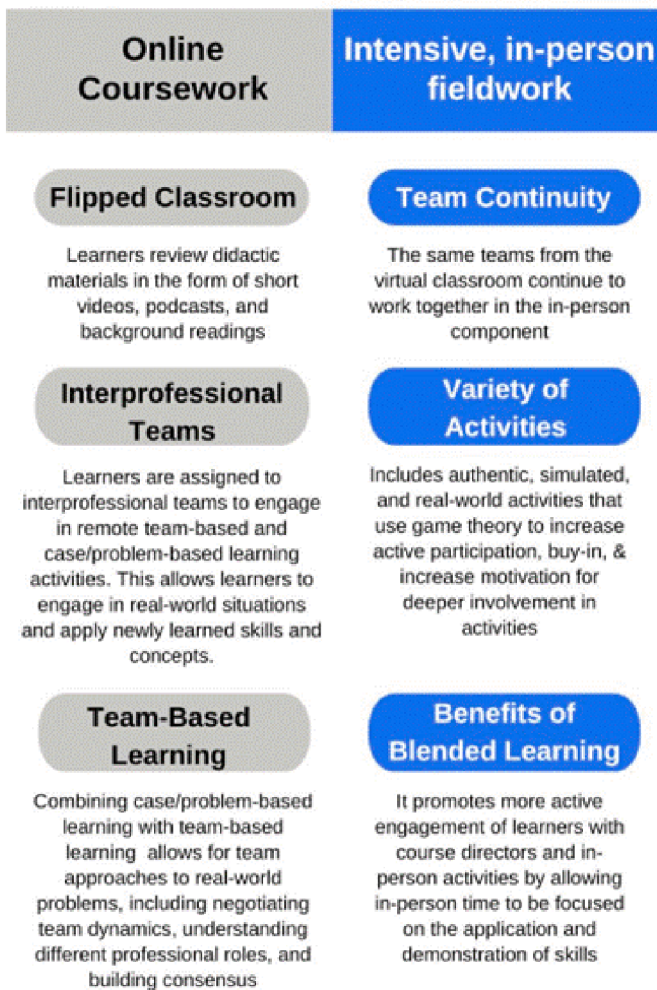 Online
Coursework
Intensive, in-person
fieldwork
Flipped Classroom
Learners review didactic
materials in the form of short
videos, podcasts, and
background readings
Team Continuity
The same teams from the
virtual classroom continue to
work together in the in-person
component
Interprofessional
Teams
Learners are assigned to
interprofessional teams to engage
in remote team-based and
case/problem-based learning
activities. This allows learners to
engage in real-world situations
and apply newly learned skills and
concepts.
Variety of
Activities
Includes authentic, simulated,
and real-world activities that
use game theory to increase
active participation, buy-in, &
increase motivation for
deeper involvement in
activities
Team-Based
Learning
Combining case/problem-based
learning with team-based
learning allows for team
approaches to real-world
problems, including negotiating
team dynamics, understanding
different professional roles, and
building consensus
Benefits of
Blended Learning
It promotes more active
engagement of learners with
course directors and in-
person activities by allowing
in-person time to be focused
on the application and
demonstration of skills